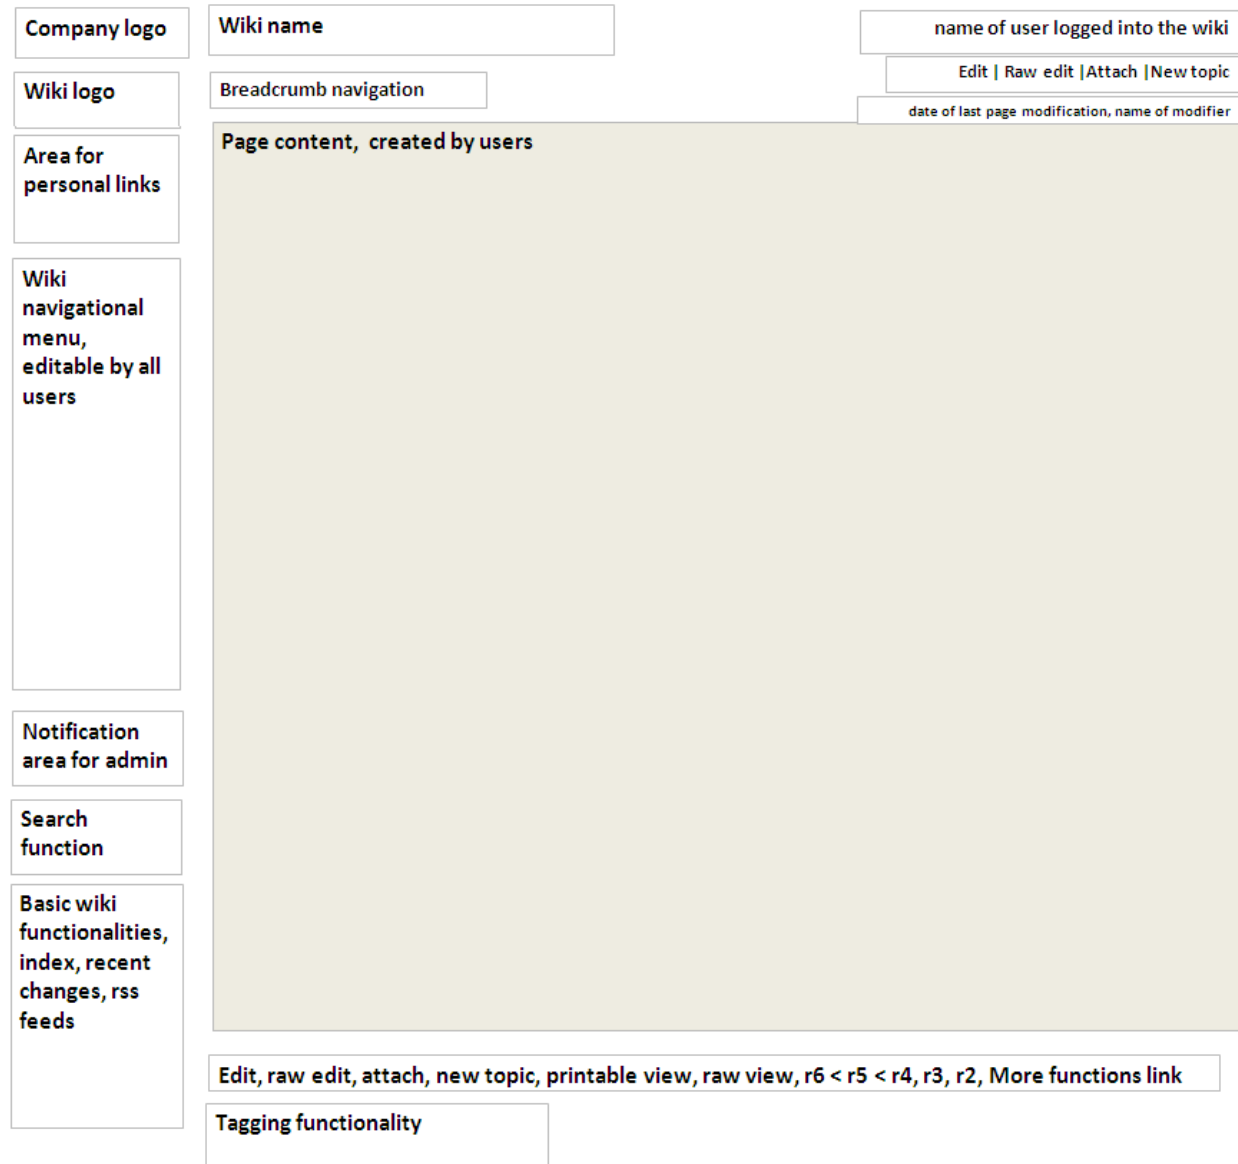 Company logo
Wiki name
name of user logged into the wiki
Edit | Raw edit |Attach |New topic
Wiki logo
Breadcrumb navigation
date of last page modification, name of modifier
Page content, created by users
Area for
personal links
Wiki
navigational
menu,
editable by all
users
Notification
area for admin
Search
function
Basic wiki
functionalities,
index, recent
changes, rss
feeds
Edit, raw edit, attach, new topic, printable view, raw view, r6 < r5 < r4, r3, r2, More functions link
Tagging functionality